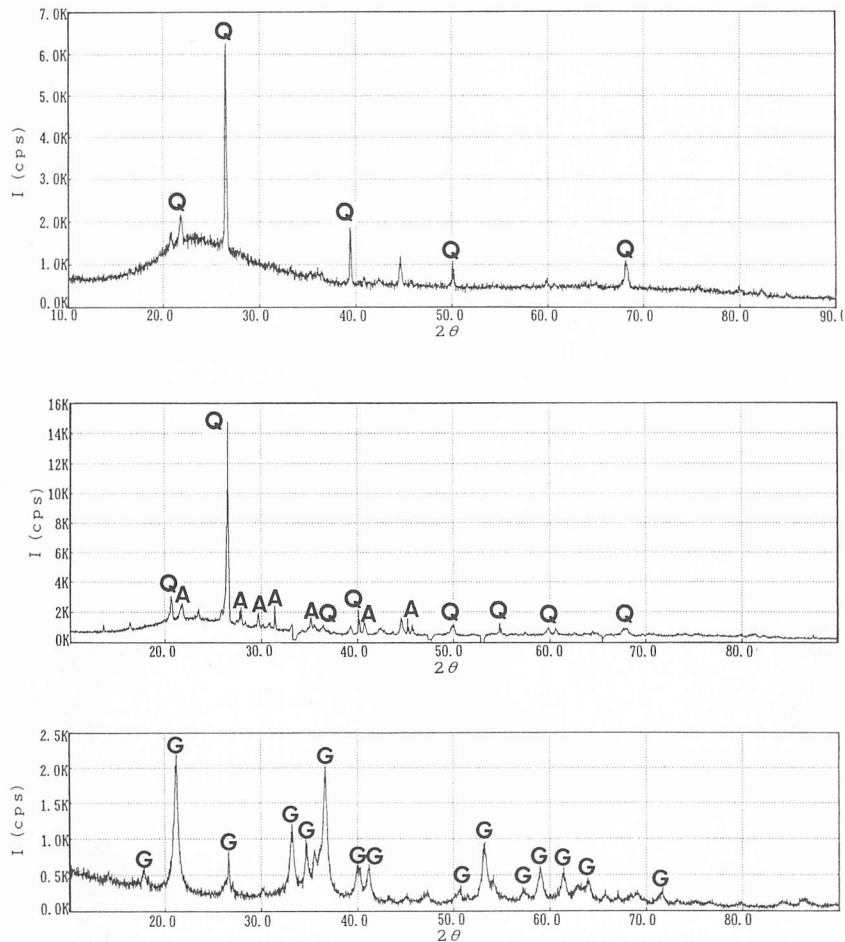 7.0K
Q
6.0K
5.0K
4.0K
I (cps)
3.0K
Q
Q
2.0K
Q
Q
1.0K
0.0K
10.0 20.0 30.0 40.0 50.0 60.0 70.0 80.0 90.0
2θ
16K
Q
14K
12K
10K
I (cps)
8K
6K
4K
Q A A A A A Q Q A A Q Q Q Q
2K
0K
20.0 30.0 40.0 50.0 60.0 70.0 80.0
2θ
2.5K
G
G
2.0K
1.5K
I (cps)
G
G
G
G
1.0K
G
G G
G
G
G
G
G
G
0.5K
0.0K
20.0 30.0 40.0 50.0 60.0 70.0 80.0
2θ